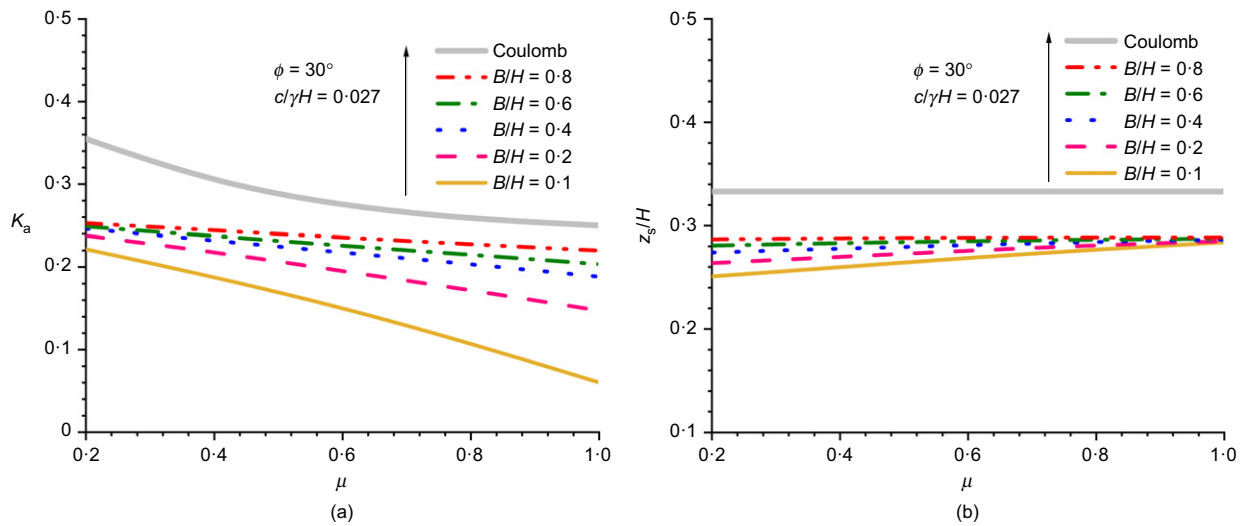 0·5
0·4
0·3
0·2
0·1
0
K_a
ϕ = 30°
c/γH = 0·027
Coulomb
B/H = 0·8
B/H = 0·6
B/H = 0·4
B/H = 0·2
B/H = 0·1
0·2 0·4 0·6 0·8 1·0
μ
(a)
0·5
0·4
0·3
0·2
0·1
z_s/H
ϕ = 30°
c/γH = 0·027
Coulomb
B/H = 0·8
B/H = 0·6
B/H = 0·4
B/H = 0·2
B/H = 0·1
0·2 0·4 0·6 0·8 1·0
μ
(b)